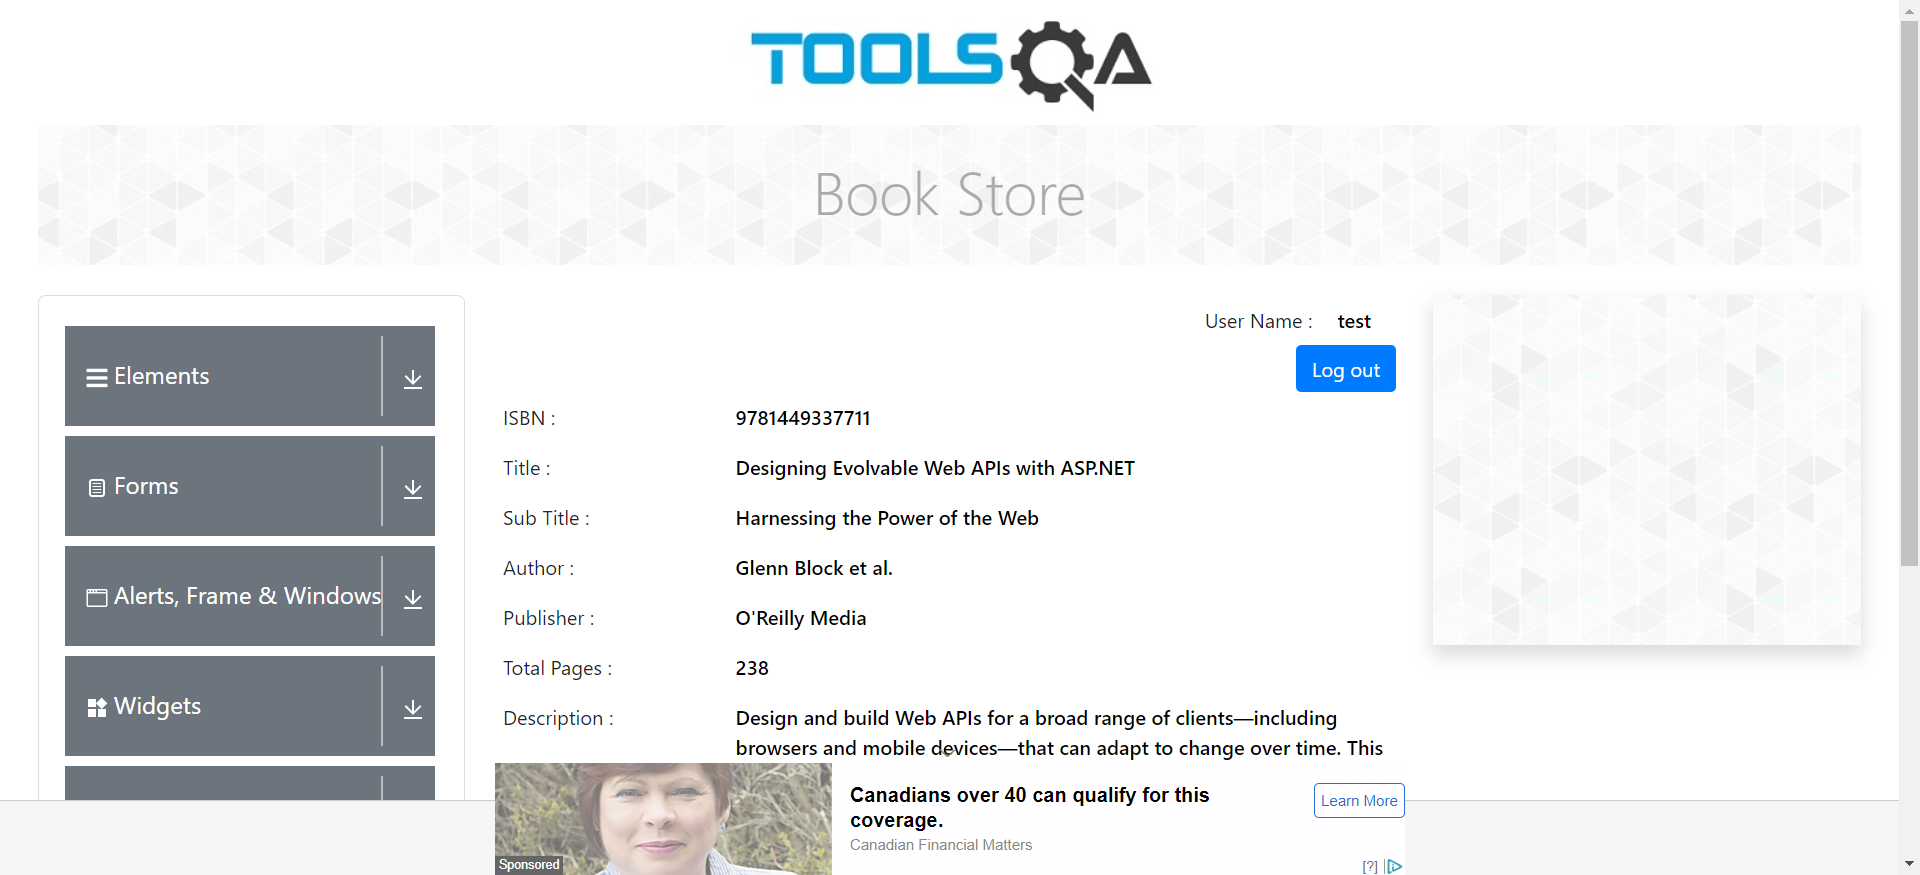 TOOLSQA
Book Store
Elements
Forms
Alerts, Frame & Windows
Widgets
User Name : test
Log out
ISBN : 9781449337711
Title : Designing Evolvable Web APIs with ASP.NET
Sub Title : Harnessing the Power of the Web
Author : Glenn Block et al.
Publisher : O'Reilly Media
Total Pages : 238
Description : Design and build Web APIs for a broad range of clients—including
browsers and mobile devices—that can adapt to change over time. This
Canadians over 40 can qualify for this
coverage.
Canadian Financial Matters
Learn More
Sponsored
[?]